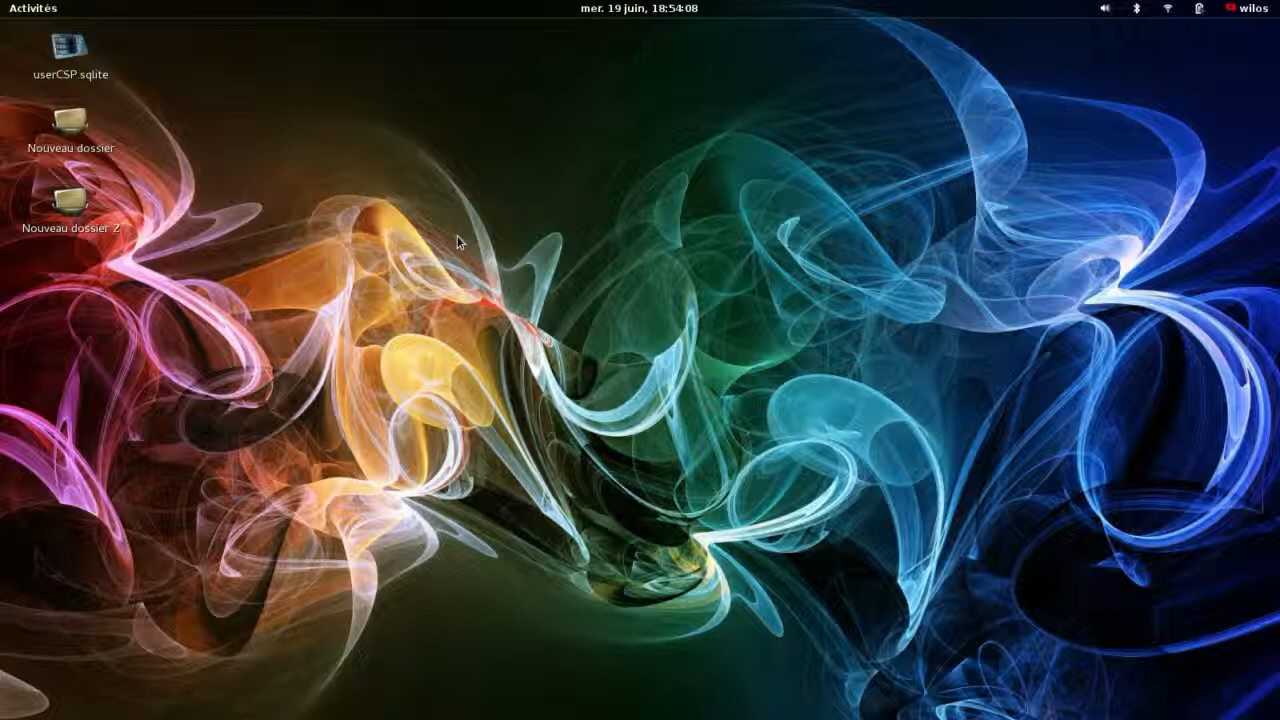 Activités
mer. 19 juin, 18:54:08
wilos
userCSP.sqlite
Nouveau dossier
Nouveau dossier 2